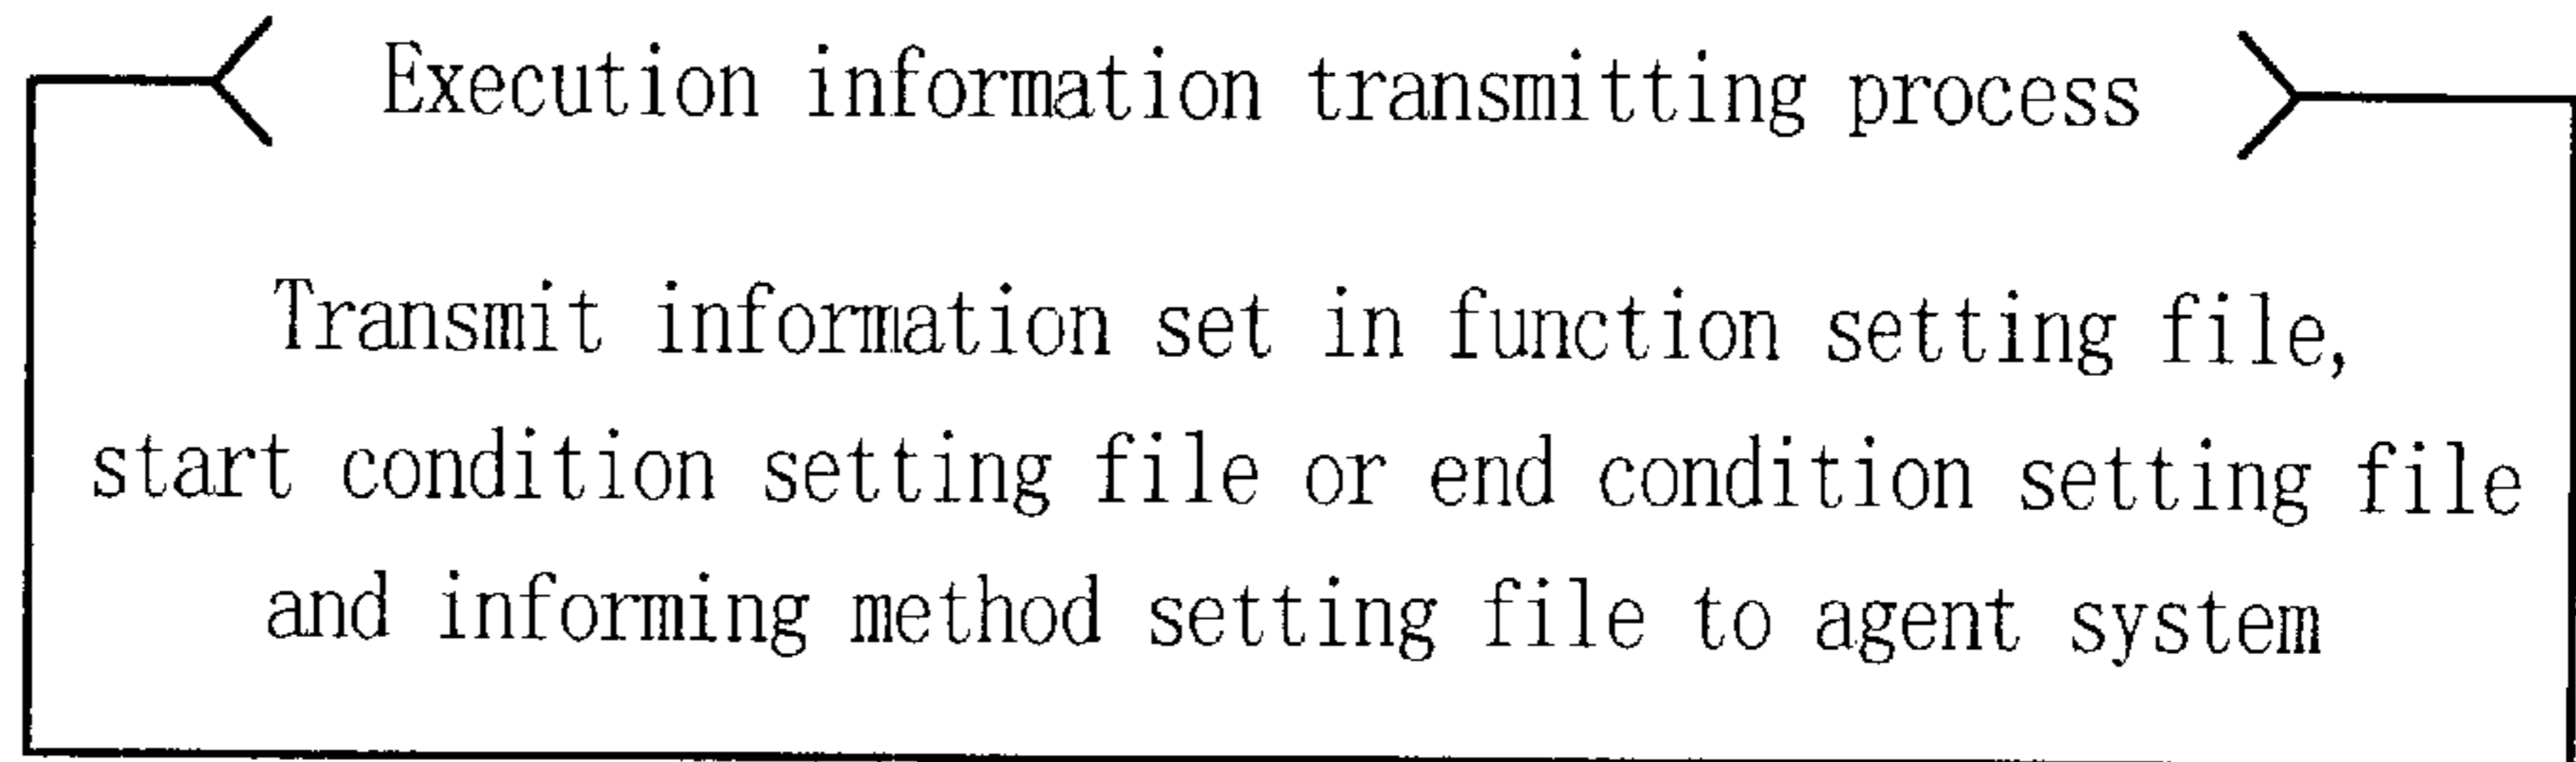 Execution information transmitting process
Transmit information set in function setting file,
start condition setting file or end condition setting file
and informing method setting file to agent system